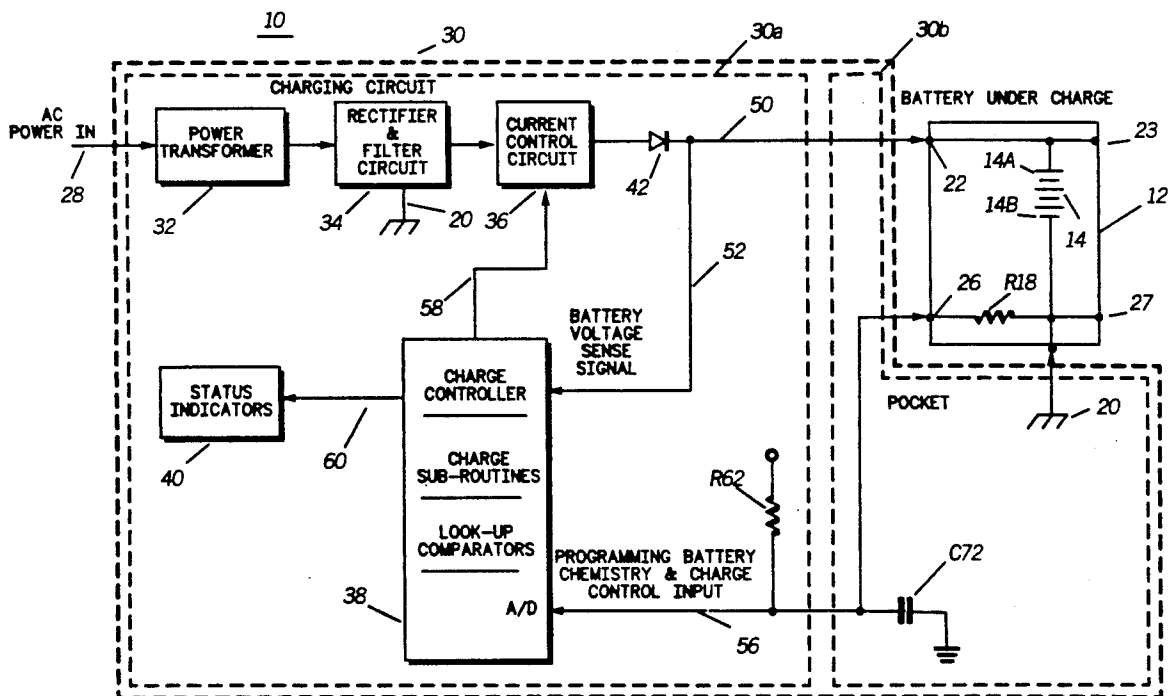 10
30
30a
30b
CHARGING CIRCUIT
BATTERY UNDER CHARGE
AC
POWER IN
28
POWER
TRANSFORMER
32
RECTIFIER
&
FILTER
CIRCUIT
34
20
CURRENT
CONTROL
CIRCUIT
36
42
50
22
23
14A
14B
14
12
52
58
26
R18
27
BATTERY
VOLTAGE
SENSE
SIGNAL
STATUS
INDICATORS
40
60
CHARGE
CONTROLLER
CHARGE
SUB-ROUTINES
LOOK-UP
COMPARATORS
A/D
38
POCKET
20
R62
PROGRAMMING BATTERY
CHEMISTRY & CHARGE
CONTROL INPUT
56
C72